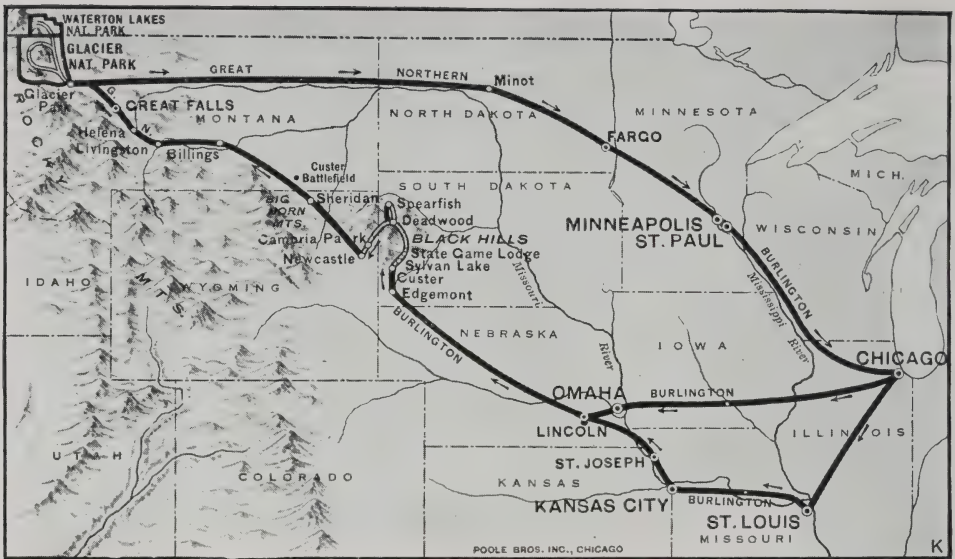 WATERTON LAKES
NAT. PARK
GLACIER
NAT. PARK
Glacier
Park
GREAT NORTHERN
Minot
G. N.
GREAT FALLS
MONTANA
NORTH DAKOTA
MINNESOTA
FARGO
Helena
Livingston
Billings
ROCKY MTS.
Custer
Battlefield
Sheridan
BIG
HORN
MTS.
SOUTH DAKOTA
Spearfish
Deadwood
Cambria Park
BLACK HILLS
Newcastle
State Game Lodge
Sylvan Lake
Custer
Edgemont
MICH.
MINNEAPOLIS
ST. PAUL
WISCONSIN
IDAHO
WYOMING
Missouri
River
BURLINGTON
Mississippi
River
BURLINGTON
NEBRASKA
IOWA
CHICAGO
OMAHA
BURLINGTON
LINCOLN
ILLINOIS
UTAH
COLORADO
ST. JOSEPH
KANSAS
KANSAS CITY
BURLINGTON
ST. LOUIS
MISSOURI
POOLE BROS. INC., CHICAGO
K